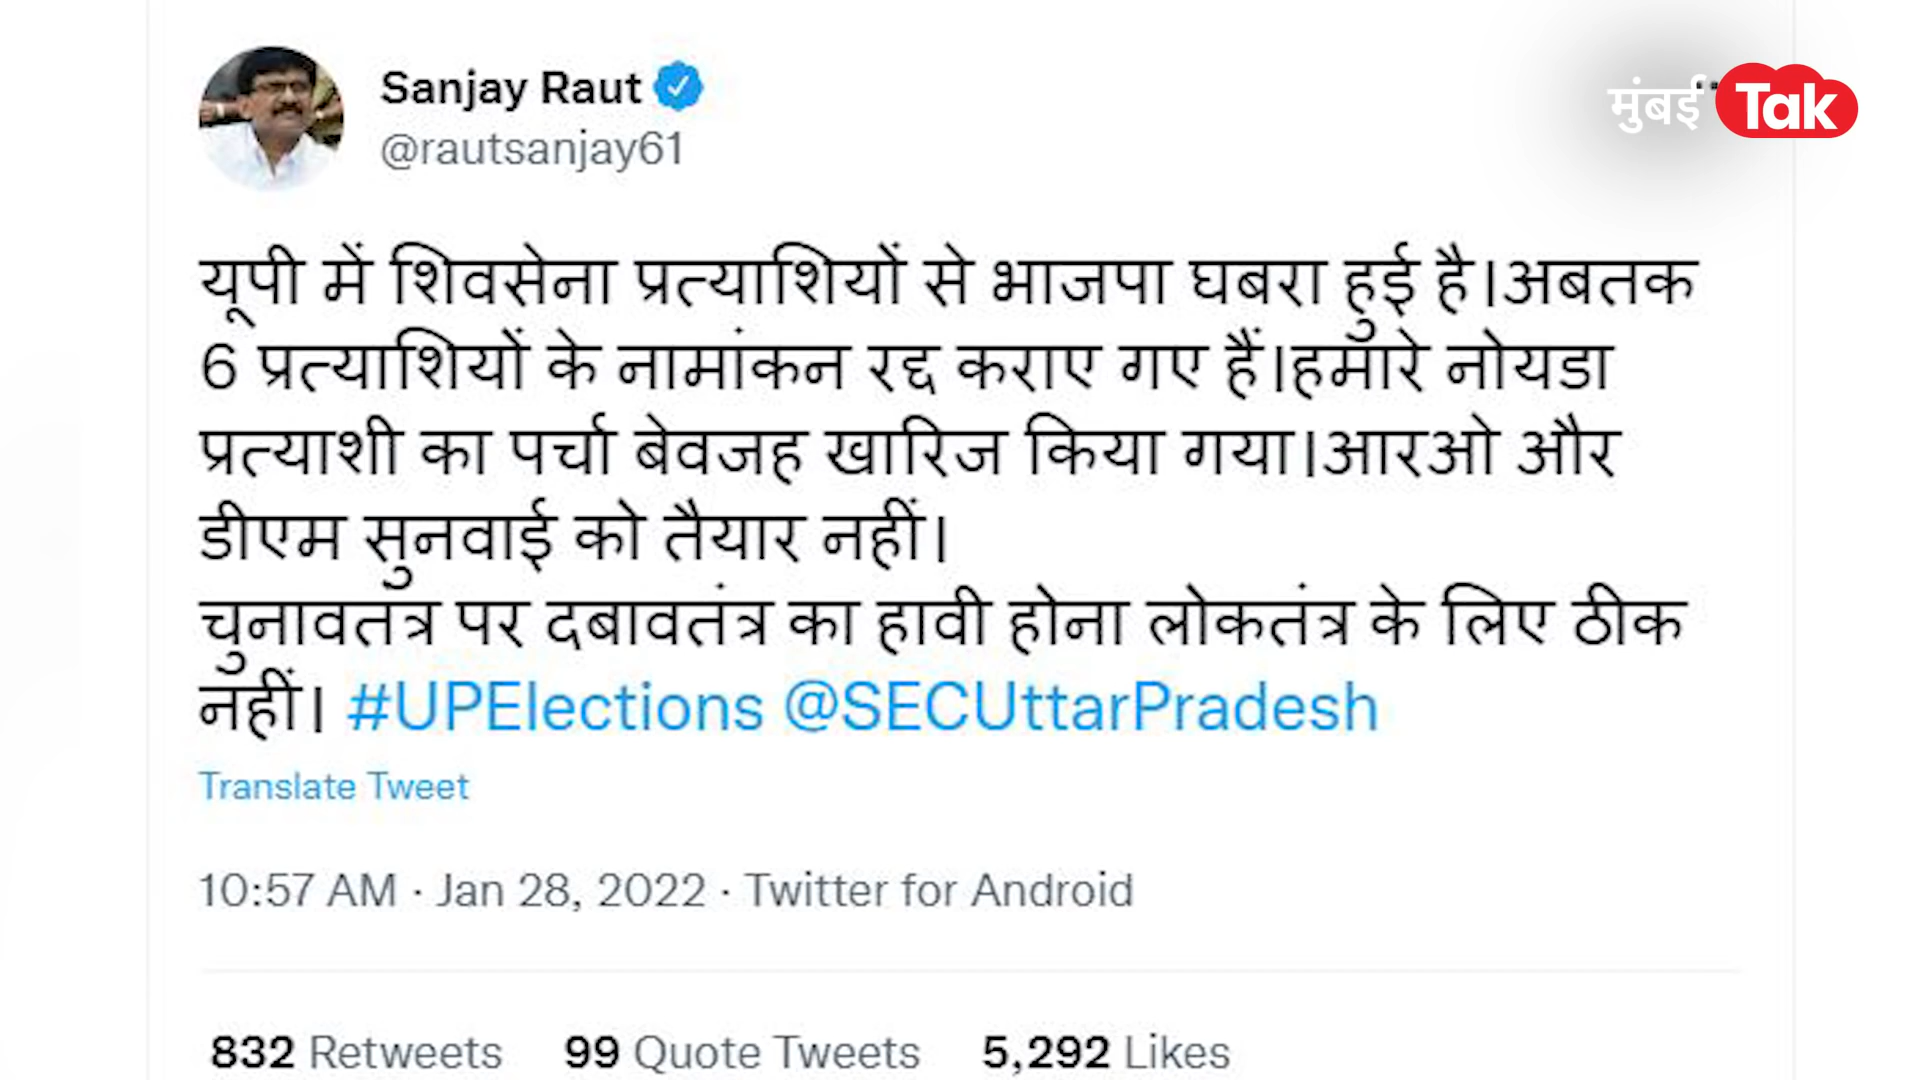 Sanjay Raut
@rautsanjay61
मुंबई Tak
यूपी में शिवसेना प्रत्याशियों से भाजपा घबरा हुई है।अबतक
6 प्रत्याशियों के नामांकन रद्द कराए गए हैं।हमारे नोयडा
प्रत्याशी का पर्चा बेवजह खारिज किया गया।आरओ और
डीएम सुनवाई को तैयार नहीं।
चुनावतंत्र पर दबावतंत्र का हावी होना लोकतंत्र के लिए ठीक
नहीं। #UPElections @SECUttarPradesh
Translate Tweet
10:57 AM · Jan 28, 2022 · Twitter for Android
832 Retweets 99 Quote Tweets 5,292 Likes